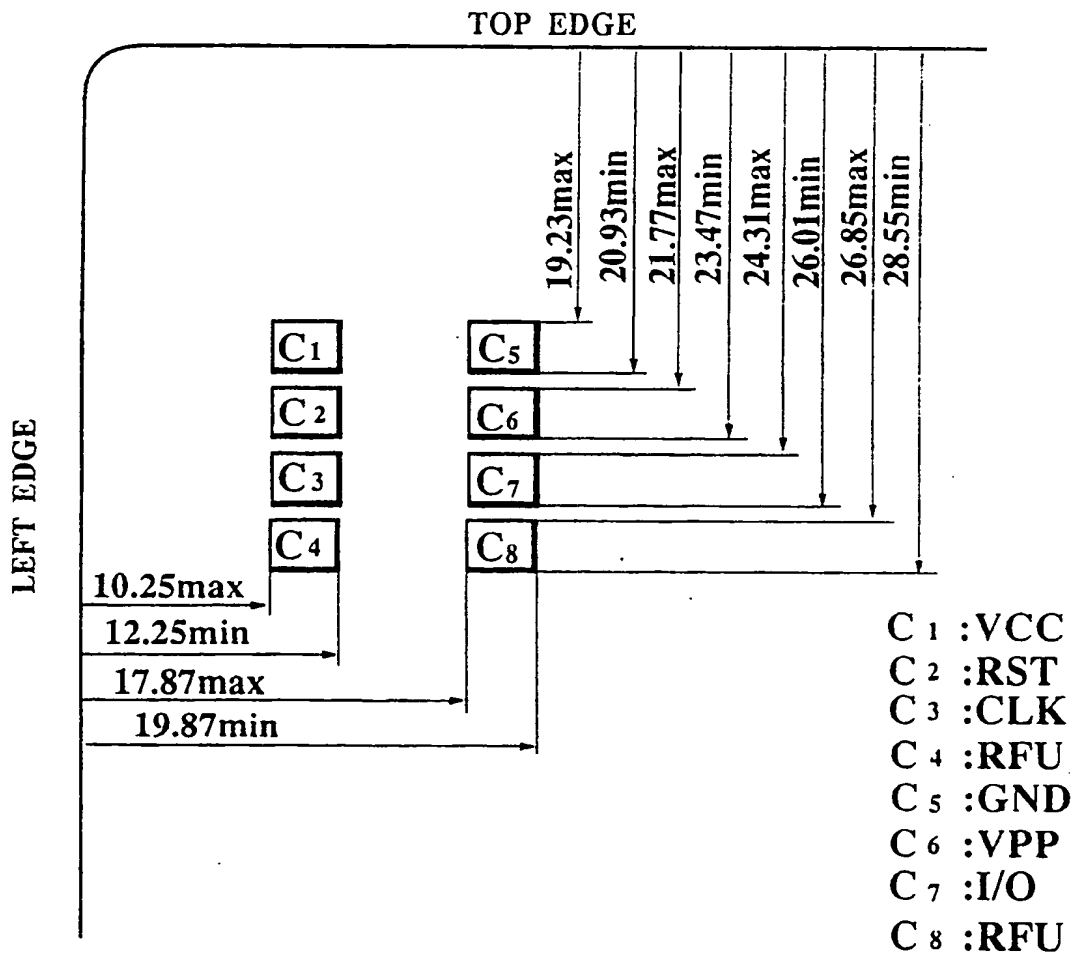 TOP EDGE
19.23max
20.93min
21.77max
23.47min
24.31max
26.01min
26.85max
28.55min
C1
C5
C2
C6
C3
C7
C4
C8
LEFT EDGE
10.25max
12.25min
17.87max
19.87min
C1 :VCC
C2 :RST
C3 :CLK
C4 :RFU
C5 :GND
C6 :VPP
C7 :I/O
C8 :RFU